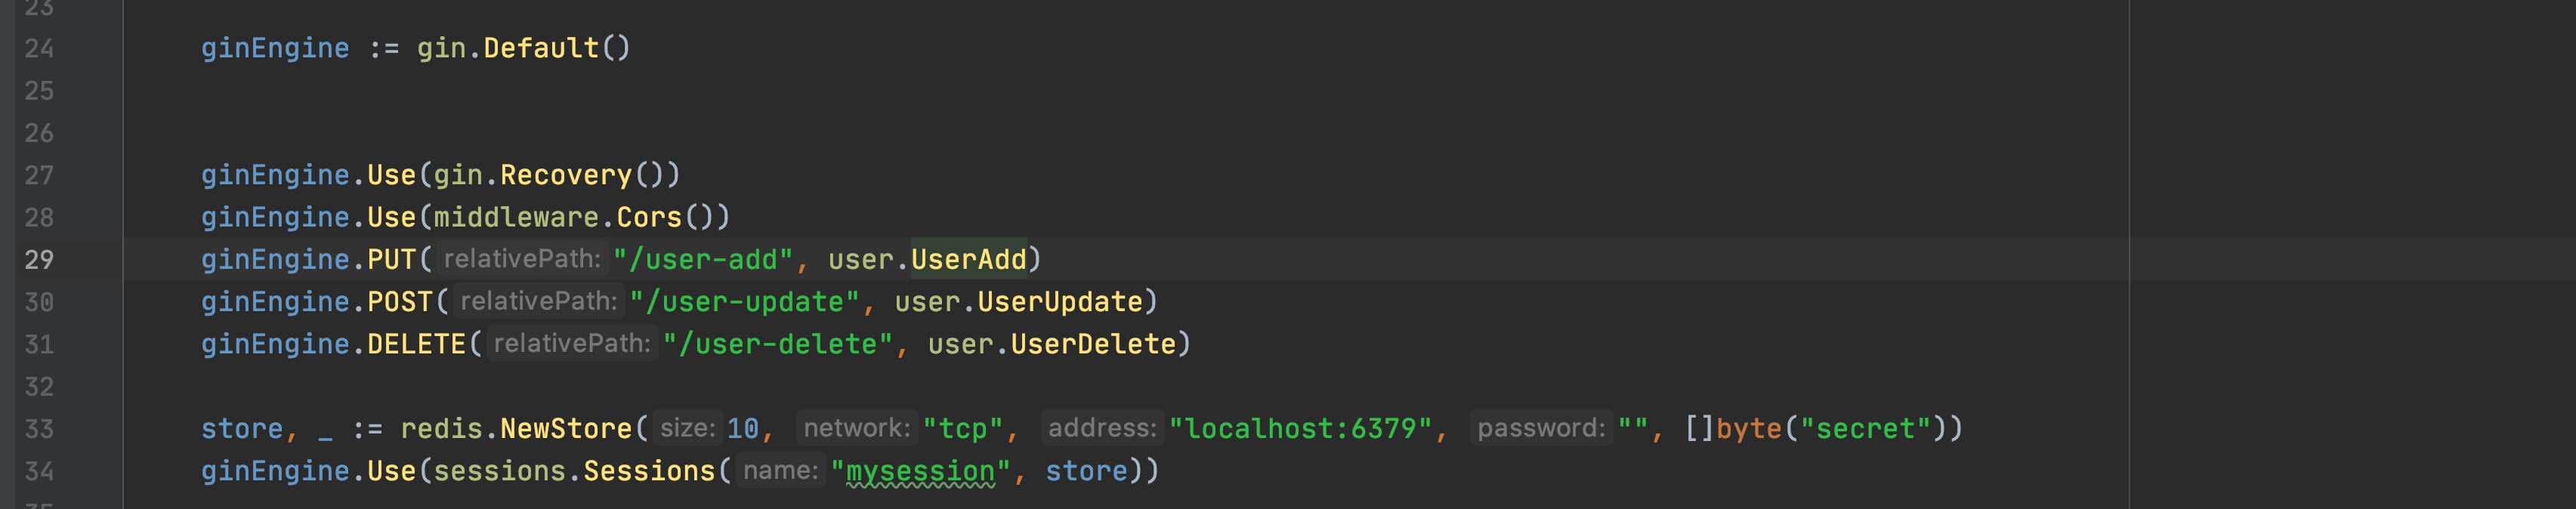 23
24 ginEngine := gin.Default()
25
26
27 ginEngine.Use(gin.Recovery())
28 ginEngine.Use(middleware.Cors())
29 ginEngine.PUT( relativePath: "/user-add", user.UserAdd)
30 ginEngine.POST( relativePath: "/user-update", user.UserUpdate)
31 ginEngine.DELETE( relativePath: "/user-delete", user.UserDelete)
32
33 store, _ := redis.NewStore( size: 10, network: "tcp", address: "localhost:6379", password: "", []byte("secret"))
34 ginEngine.Use(sessions.Sessions( name: "mysession", store))
35